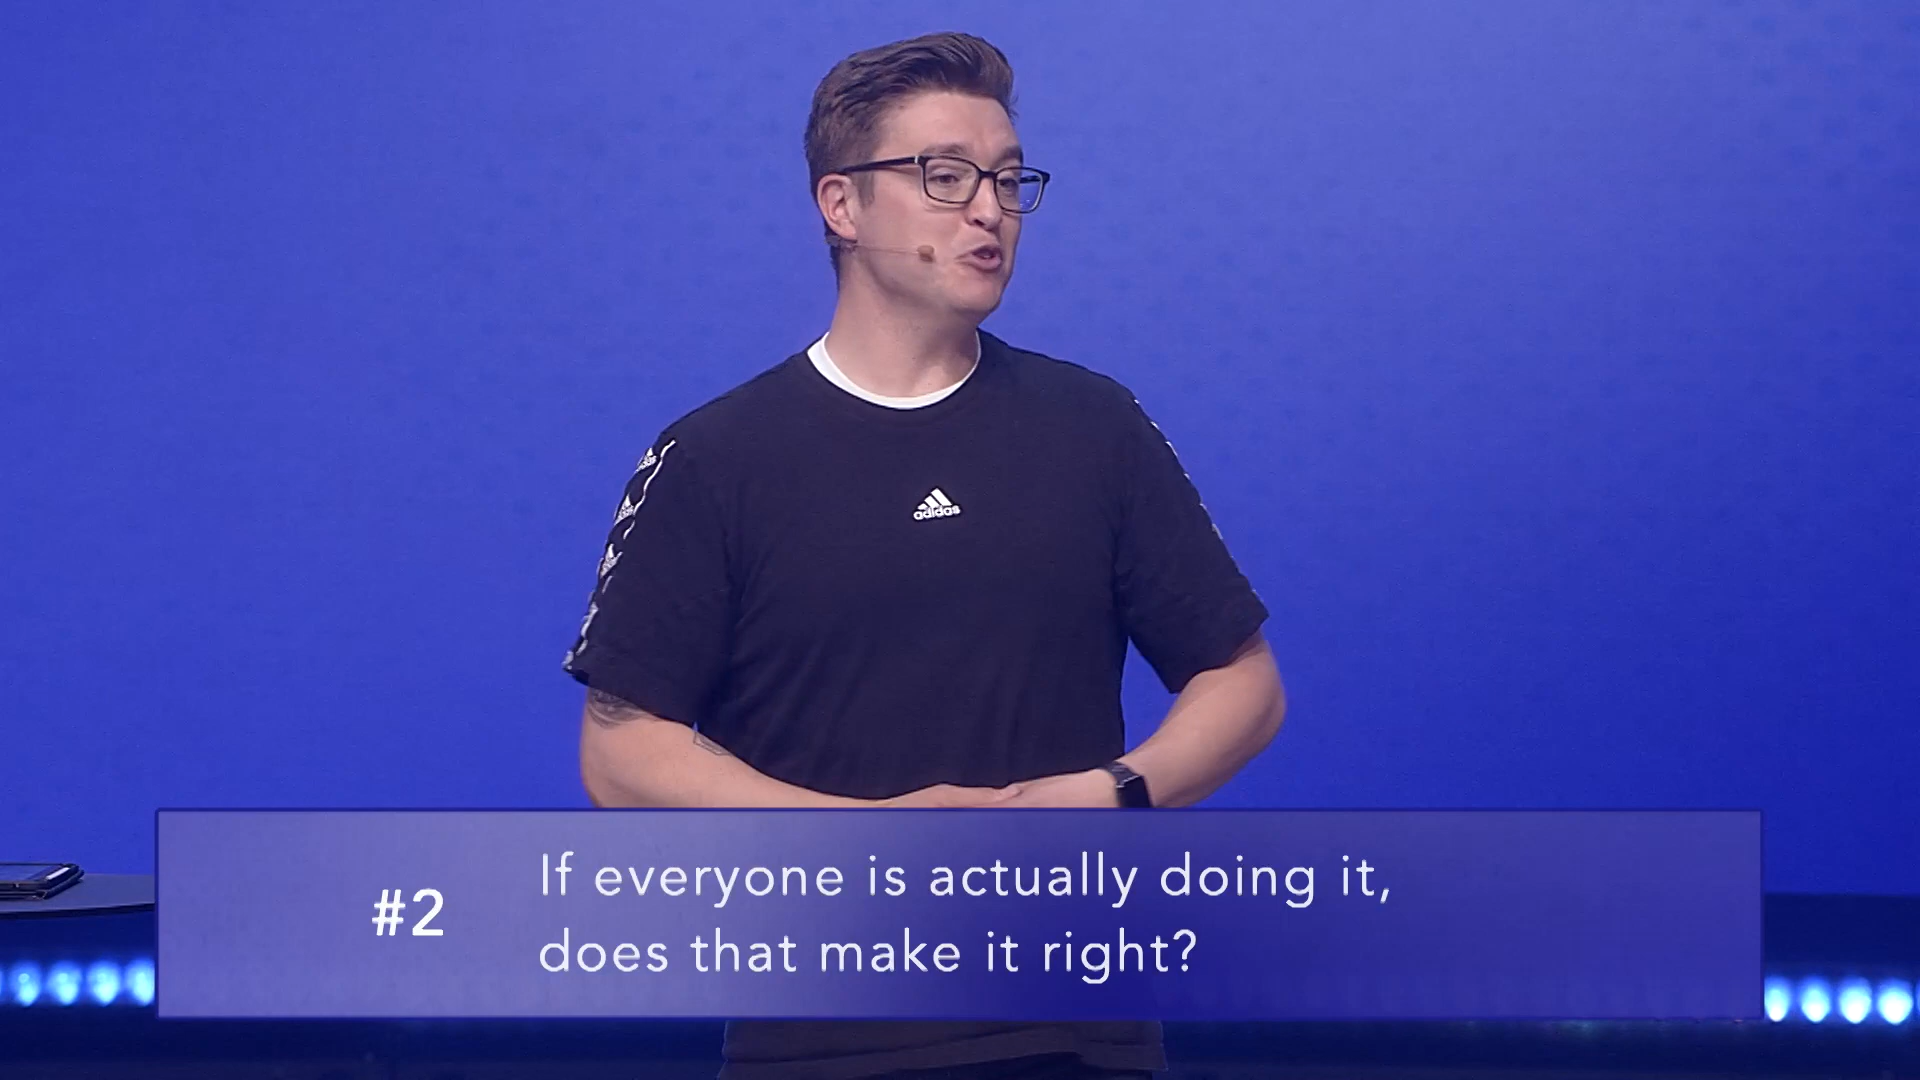 adidas
#2
If everyone is actually doing it,
does that make it right?